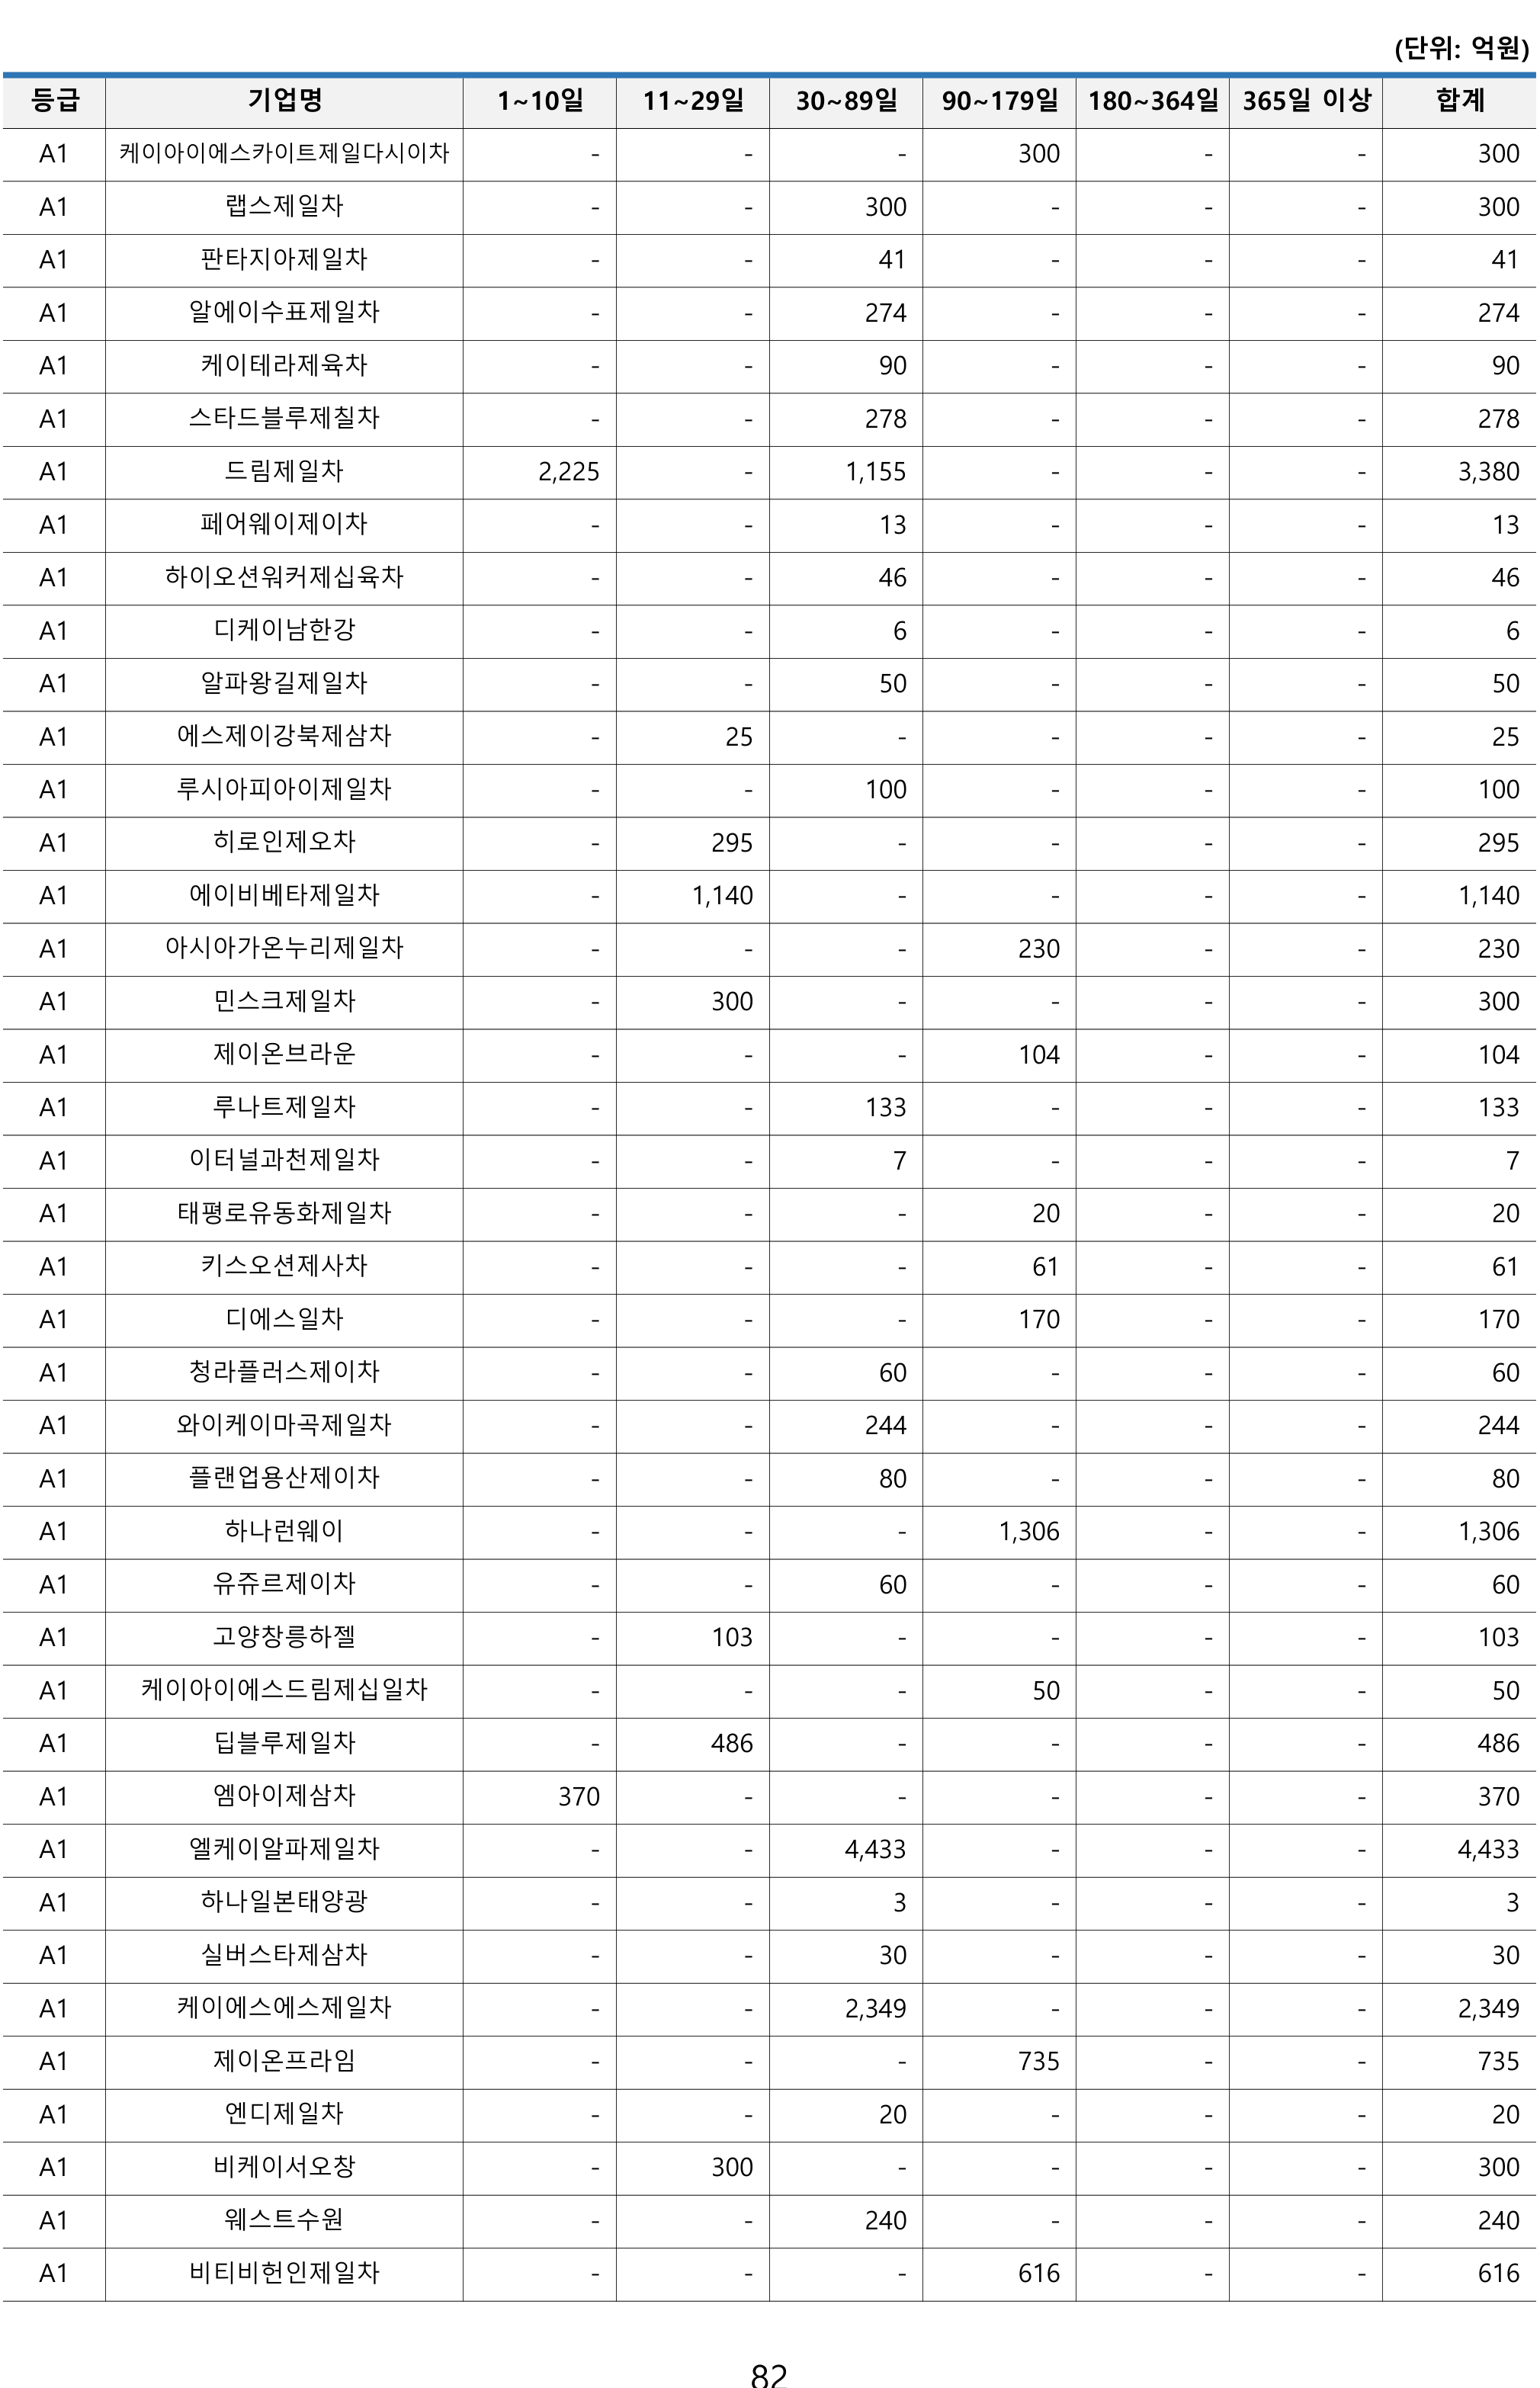 (단위: 억원)
등급 기업명 1~10일 11~29일 30~89일 90~179일 180~364일 365일 이상 합계
A1 케이아이에스카이트제일다시이차 - - - 300 - - 300
A1 랩스제일차 - - 300 - - - 300
A1 판타지아제일차 - - 41 - - - 41
A1 알에이수표제일차 - - 274 - - - 274
A1 케이테라제육차 - - 90 - - - 90
A1 스타드블루제칠차 - - 278 - - - 278
A1 드림제일차 2,225 - 1,155 - - - 3,380
A1 페어웨이제이차 - - 13 - - - 13
A1 하이오션워커제십육차 - - 46 - - - 46
A1 디케이남한강 - - 6 - - - 6
A1 알파왕길제일차 - - 50 - - - 50
A1 에스제이강북제삼차 - 25 - - - - 25
A1 루시아피아이제일차 - - 100 - - - 100
A1 히로인제오차 - 295 - - - - 295
A1 에이비베타제일차 - 1,140 - - - - 1,140
A1 아시아가온누리제일차 - - - 230 - - 230
A1 민스크제일차 - 300 - - - - 300
A1 제이온브라운 - - - 104 - - 104
A1 루나트제일차 - - 133 - - - 133
A1 이터널과천제일차 - - 7 - - - 7
A1 태평로유동화제일차 - - - 20 - - 20
A1 키스오션제사차 - - - 61 - - 61
A1 디에스일차 - - - 170 - - 170
A1 청라플러스제이차 - - 60 - - - 60
A1 와이케이마곡제일차 - - 244 - - - 244
A1 플랜업용산제이차 - - 80 - - - 80
A1 하나런웨이 - - - 1,306 - - 1,306
A1 유쥬르제이차 - - 60 - - - 60
A1 고양창릉하젤 - 103 - - - - 103
A1 케이아이에스드림제십일차 - - - 50 - - 50
A1 딥블루제일차 - 486 - - - - 486
A1 엠아이제삼차 370 - - - - - 370
A1 엘케이알파제일차 - - 4,433 - - - 4,433
A1 하나일본태양광 - - 3 - - - 3
A1 실버스타제삼차 - - 30 - - - 30
A1 케이에스에스제일차 - - 2,349 - - - 2,349
A1 제이온프라임 - - - 735 - - 735
A1 엔디제일차 - - 20 - - - 20
A1 비케이서오창 - 300 - - - - 300
A1 웨스트수원 - - 240 - - - 240
A1 비티비헌인제일차 - - - 616 - - 616
82